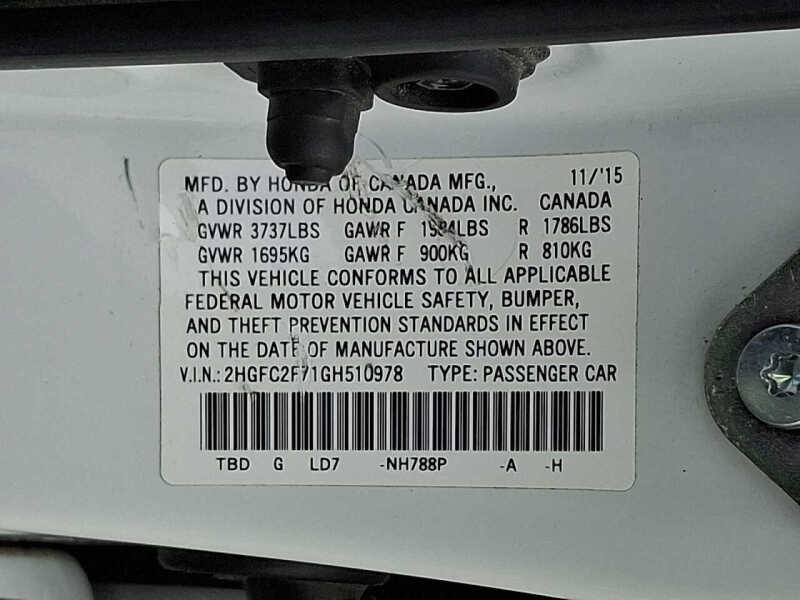 MFD. BY HONDA OF CANADA MFG., 11/'15
A DIVISION OF HONDA CANADA INC. CANADA
GVWR 3737LBS GAWR F 1984LBS R 1786LBS
GVWR 1695KG GAWR F 900KG R 810KG
THIS VEHICLE CONFORMS TO ALL APPLICABLE
FEDERAL MOTOR VEHICLE SAFETY, BUMPER,
AND THEFT PREVENTION STANDARDS IN EFFECT
ON THE DATE OF MANUFACTURE SHOWN ABOVE.
V.I.N.: 2HGFC2F71GH510978 TYPE: PASSENGER CAR
TBD G LD7 -NH788P -A -H